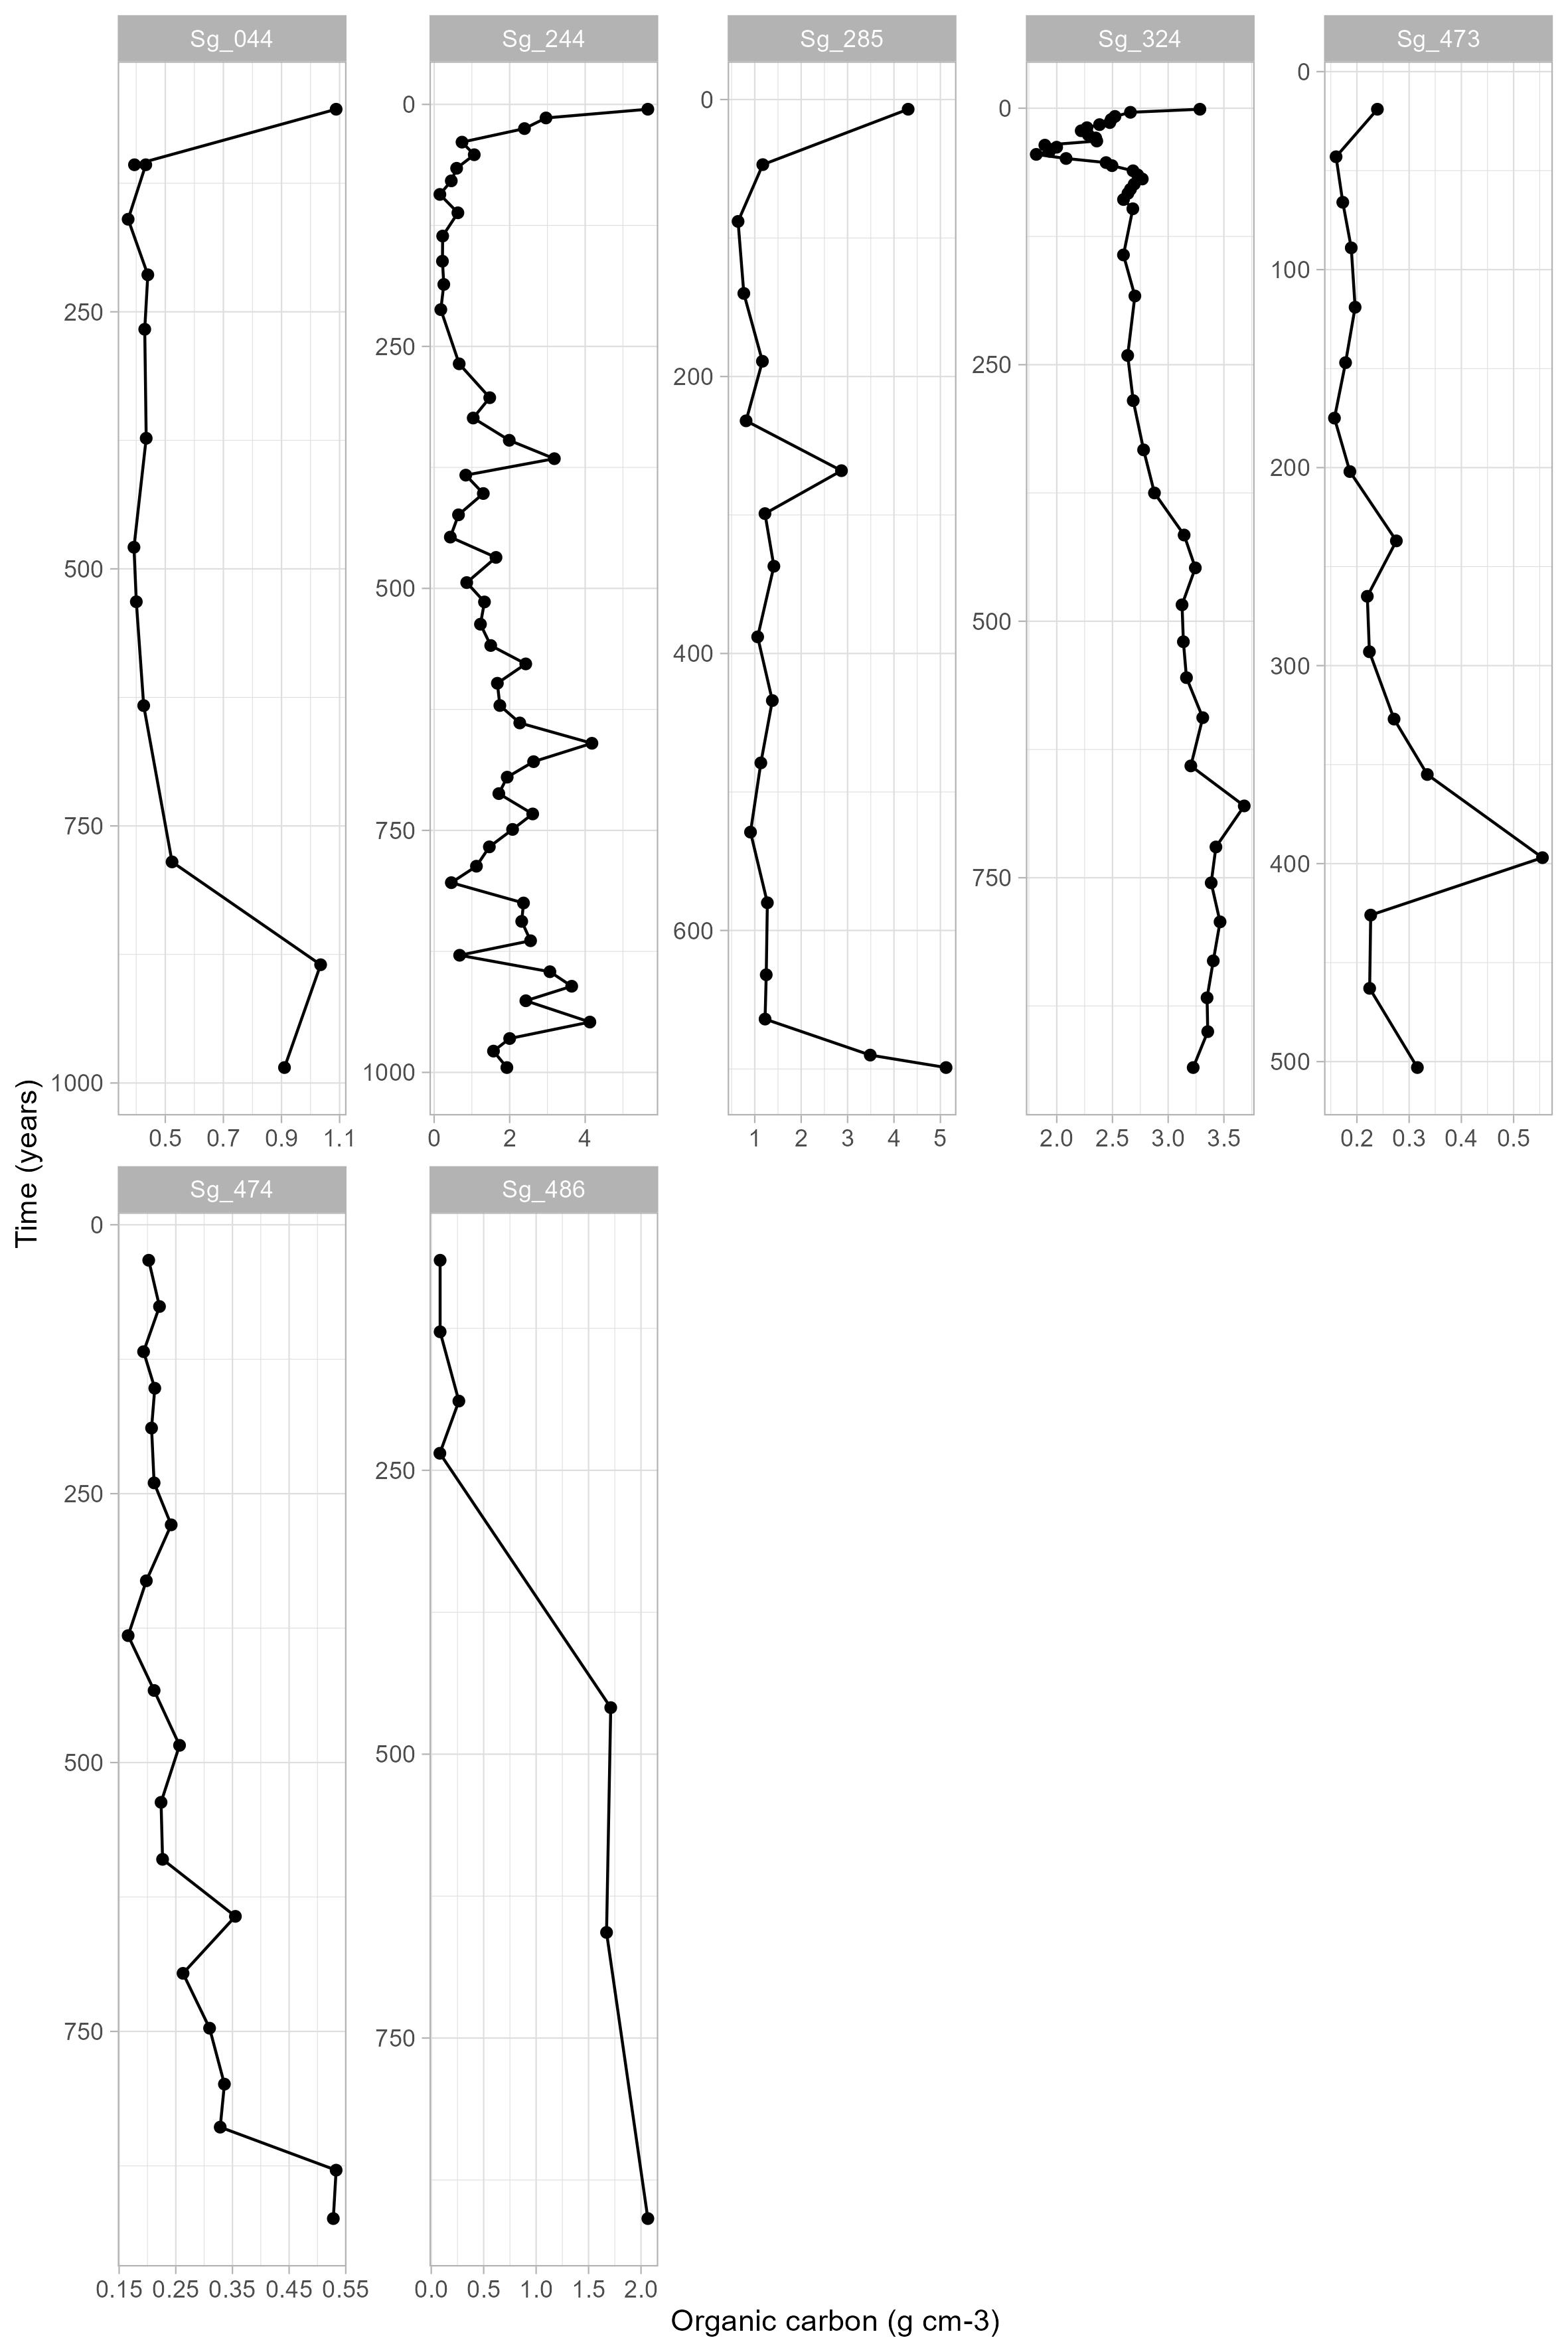 Sg_044 Sg_244 Sg_285 Sg_324 Sg_473
0 0 0 0
250 250 200 250 100
500 500 400 500 200
750 750 600 750 300
1000 1000 400
500
0.5 0.7 0.9 1.1 0 2 4 1 2 3 4 5 2.0 2.5 3.0 3.5 0.2 0.3 0.4 0.5
Time (years)
Sg_474 Sg_486
0
250 250
500 500
750 750
0.15 0.25 0.35 0.45 0.55 0.0 0.5 1.0 1.5 2.0
Organic carbon (g cm-3)